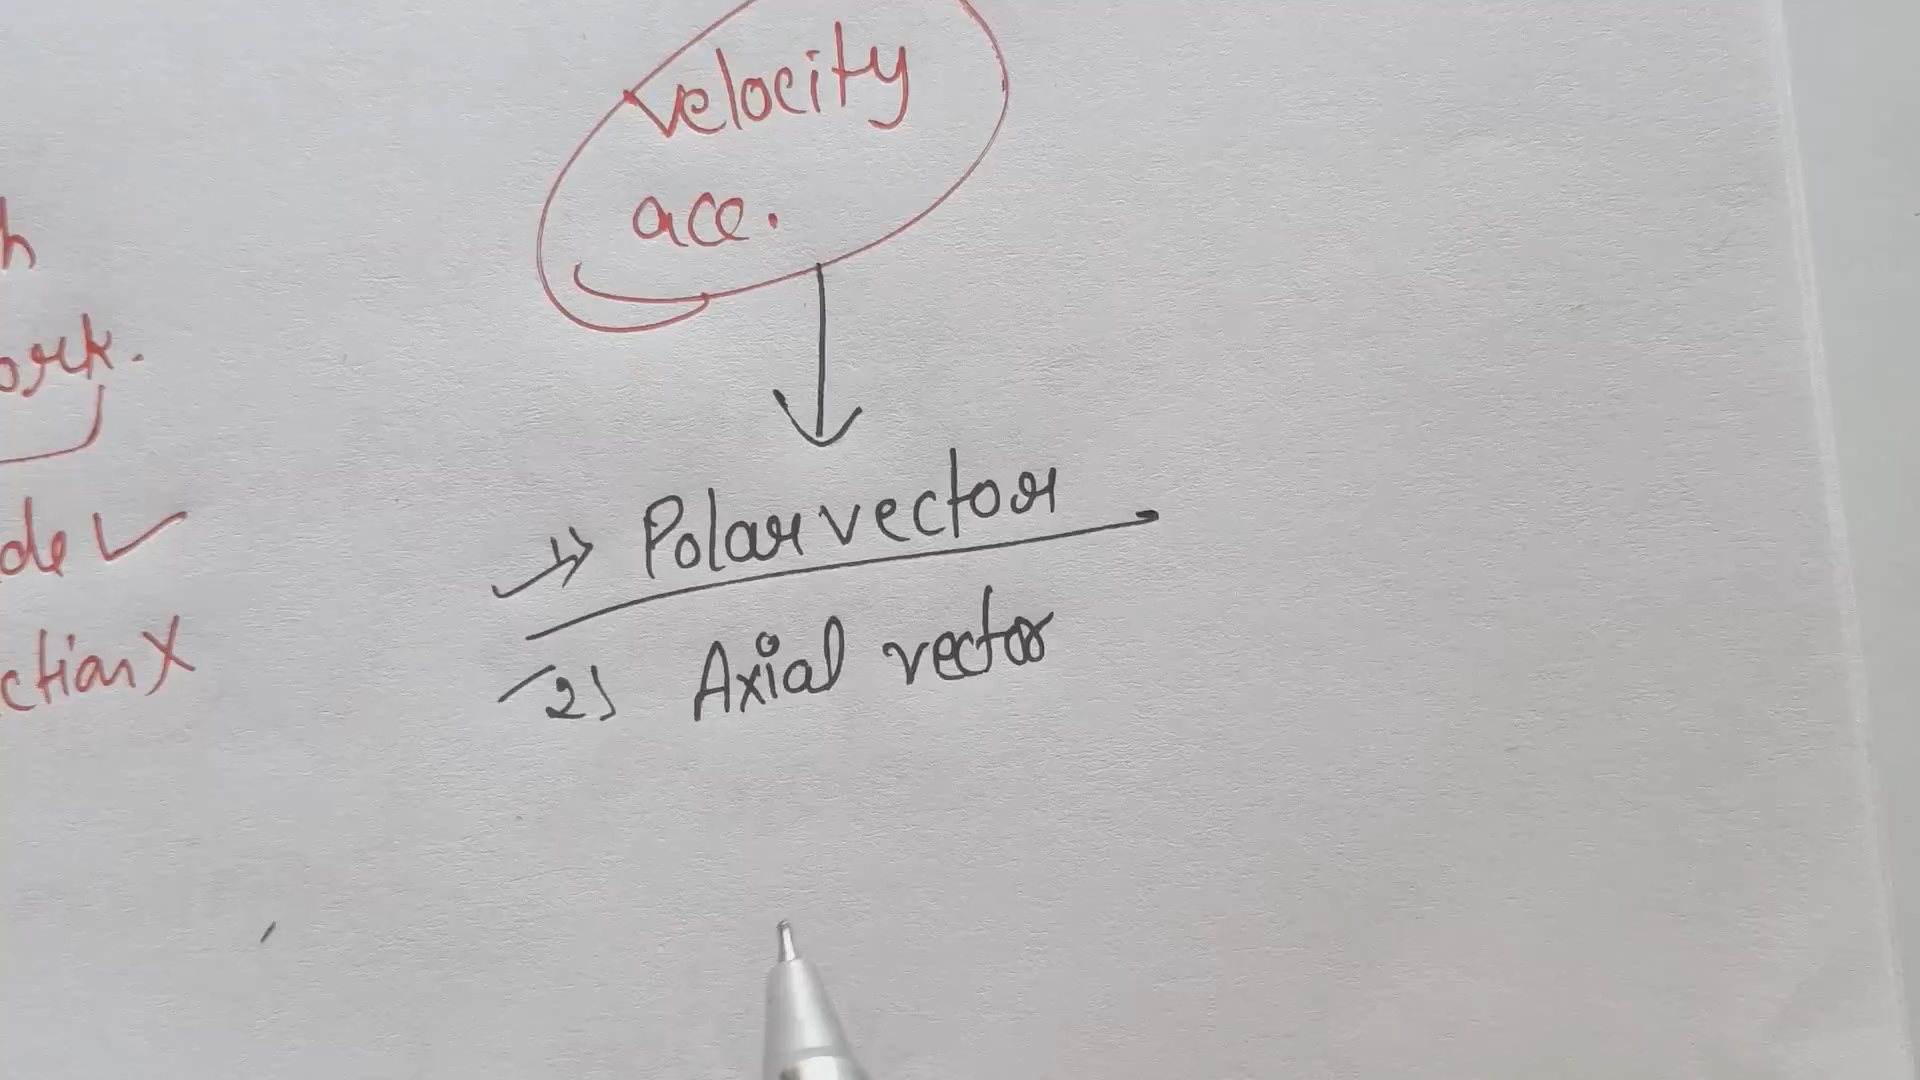 velocity
acc.
1) Polar vector
2) Axial vector